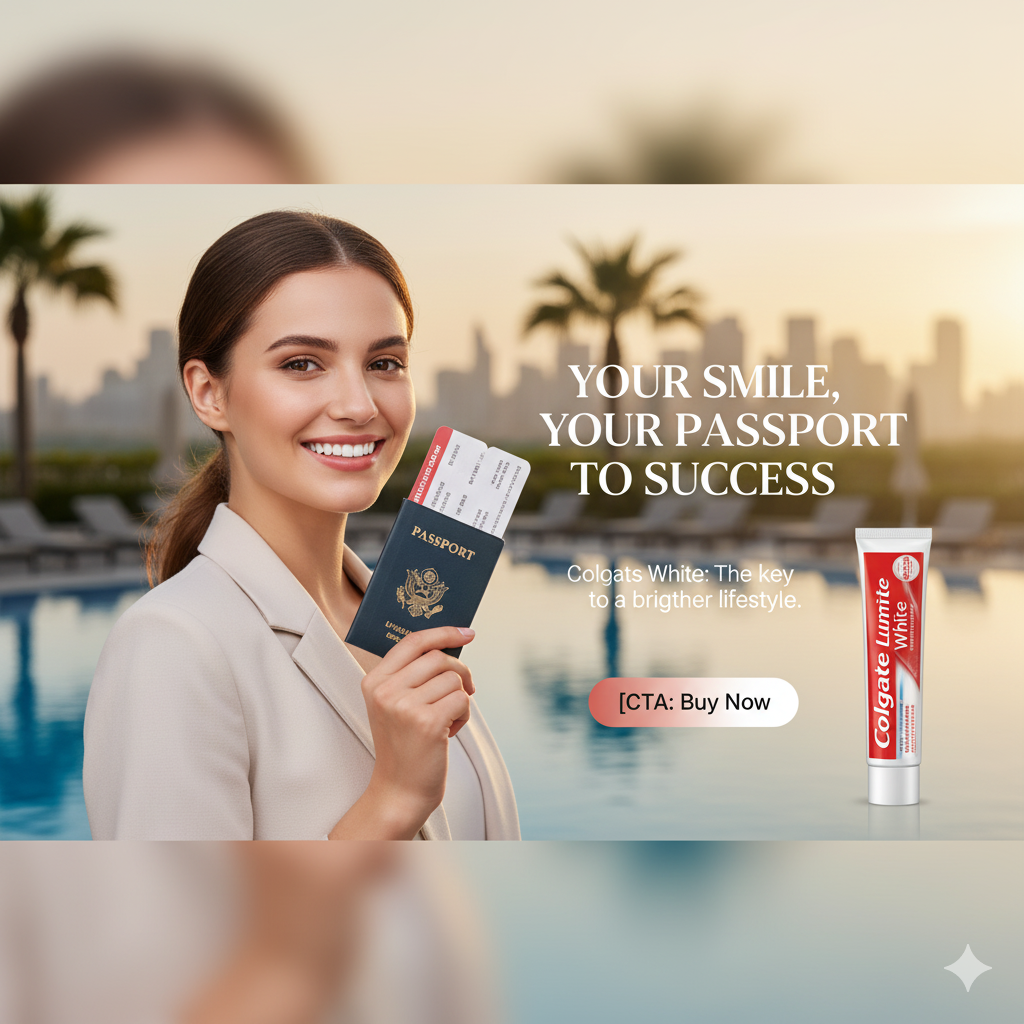 YOUR SMILE,
YOUR PASSPORT
TO SUCCESS
PASSPORT
Colgats White: The key
to a brigther lifestyle.
[CTA: Buy Now
Colgate Lumite
White